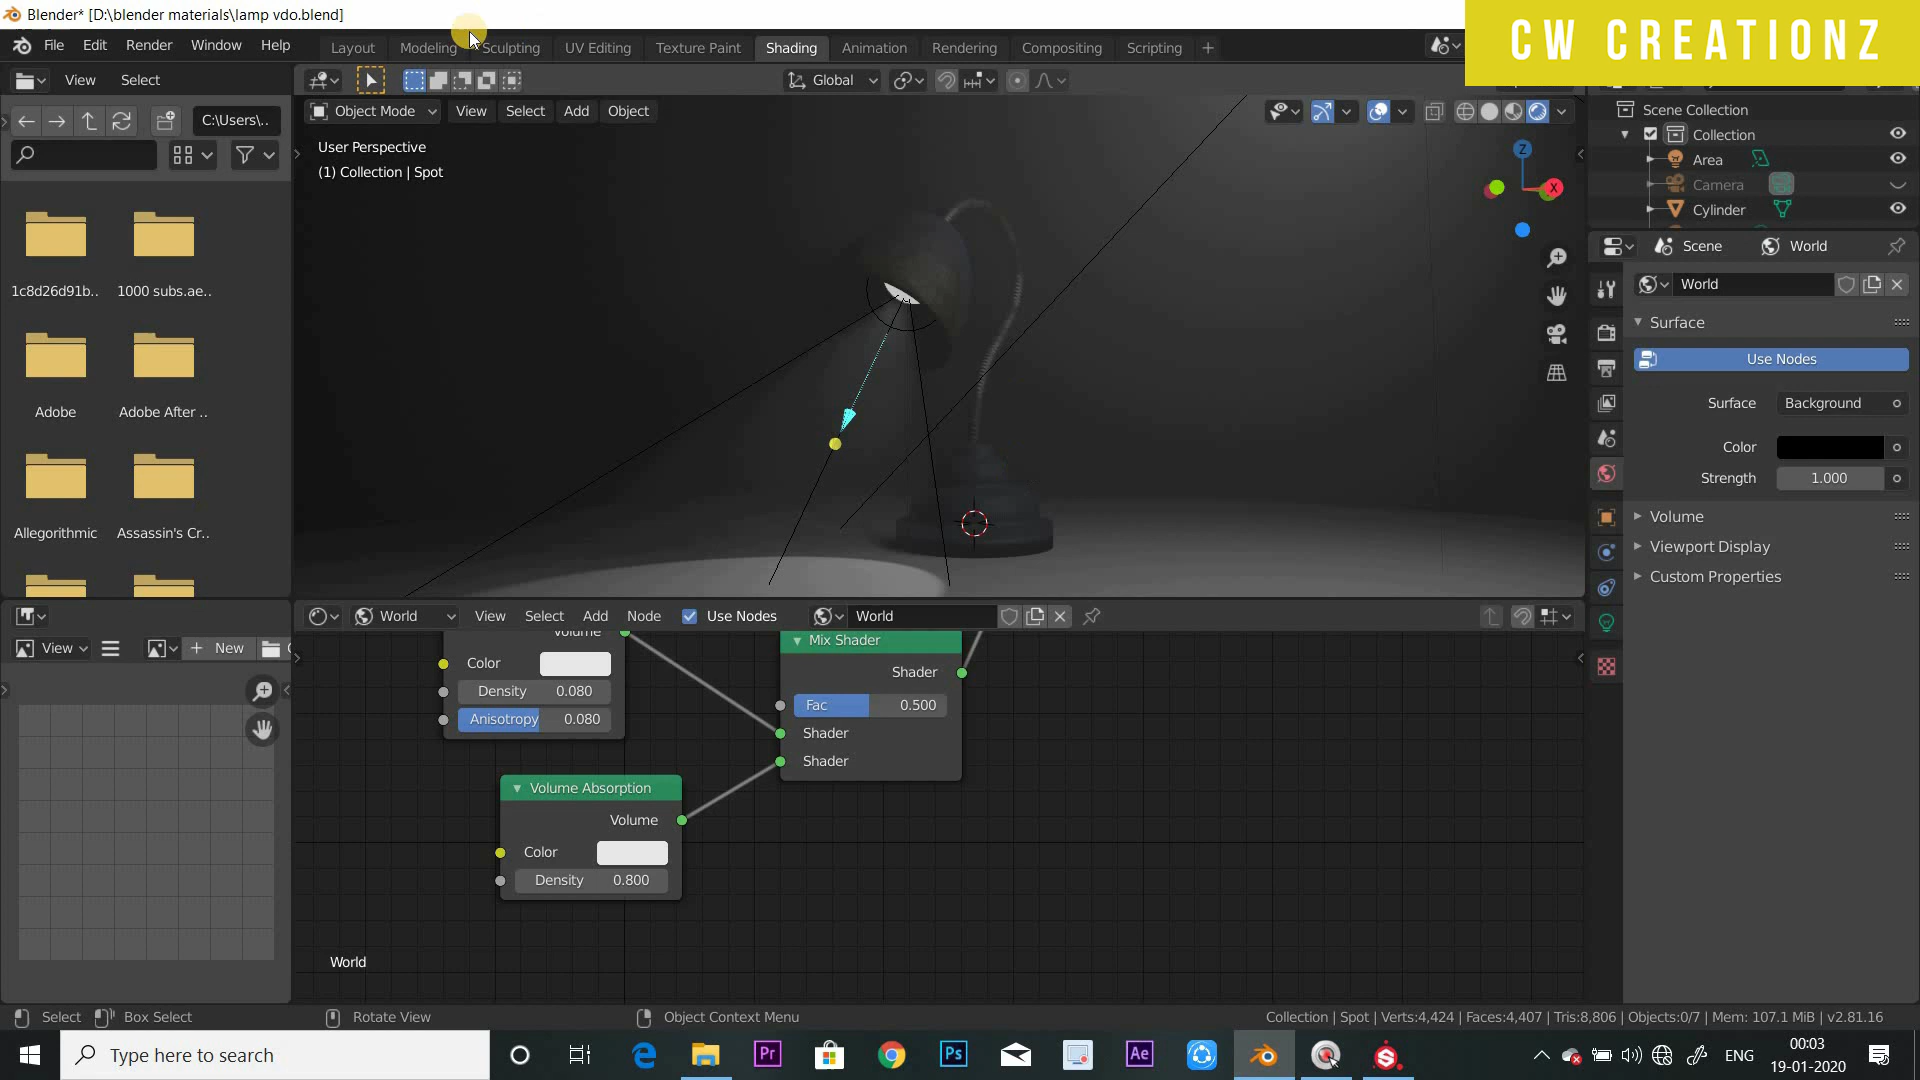 Blender* [D:\blender materials\lamp vdo.blend]
CW CREATIONZ
File Edit Render Window Help
Layout Modeling Sculpting UV Editing Texture Paint Shading Animation Rendering Compositing Scripting +
View Select
Global
C:\Users\..
Object Mode View Select Add Object
User Perspective
(1) Collection | Spot
Z
X
1c8d26d91b.. 1000 subs.ae..
Adobe Adobe After ..
Allegorithmic Assassin's Cr..
Scene Collection
Collection
Area
Camera
Cylinder
Scene World
World
Surface
Use Nodes
Surface Background
Color
Strength 1.000
Volume
Viewport Display
Custom Properties
View + New
World View Select Add Node Use Nodes World
Volume
Color
Density 0.080
Anisotropy 0.080
Mix Shader
Shader
Fac 0.500
Shader
Shader
Volume Absorption
Volume
Color
Density 0.800
World
Select Box Select Rotate View Object Context Menu
Collection | Spot | Verts:4,424 | Faces:4,407 | Tris:8,806 | Objects:0/7 | Mem: 107.1 MiB | v2.81.16
Type here to search
Pr Ps Ae
ENG
00:03
19-01-2020